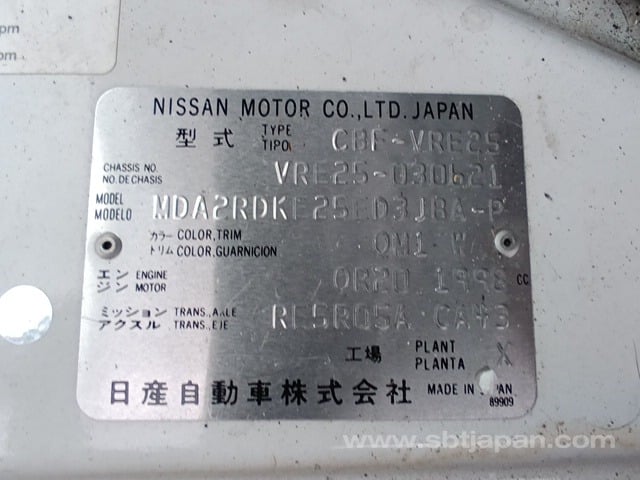 pm
om
NISSAN MOTOR CO.,LTD. JAPAN
型式 TYPE TIPO CBF-VRE25
CHASSIS NO. NO. DE CHASIS VRE25-030621
MODEL MODELO MDA2RDKE25ED3JBA-P
カラー COLOR, TRIM トリム COLOR, GUARNICION QM1 W
エンジン ENGINE MOTOR QR20 1998 CC
ミッション TRANS., AXLE アクスル TRANS., EJE RE5R05A CA43
工場 PLANT PLANTA X
日産自動車株式会社 MADE IN JAPAN
89909
www.sbtjapan.com